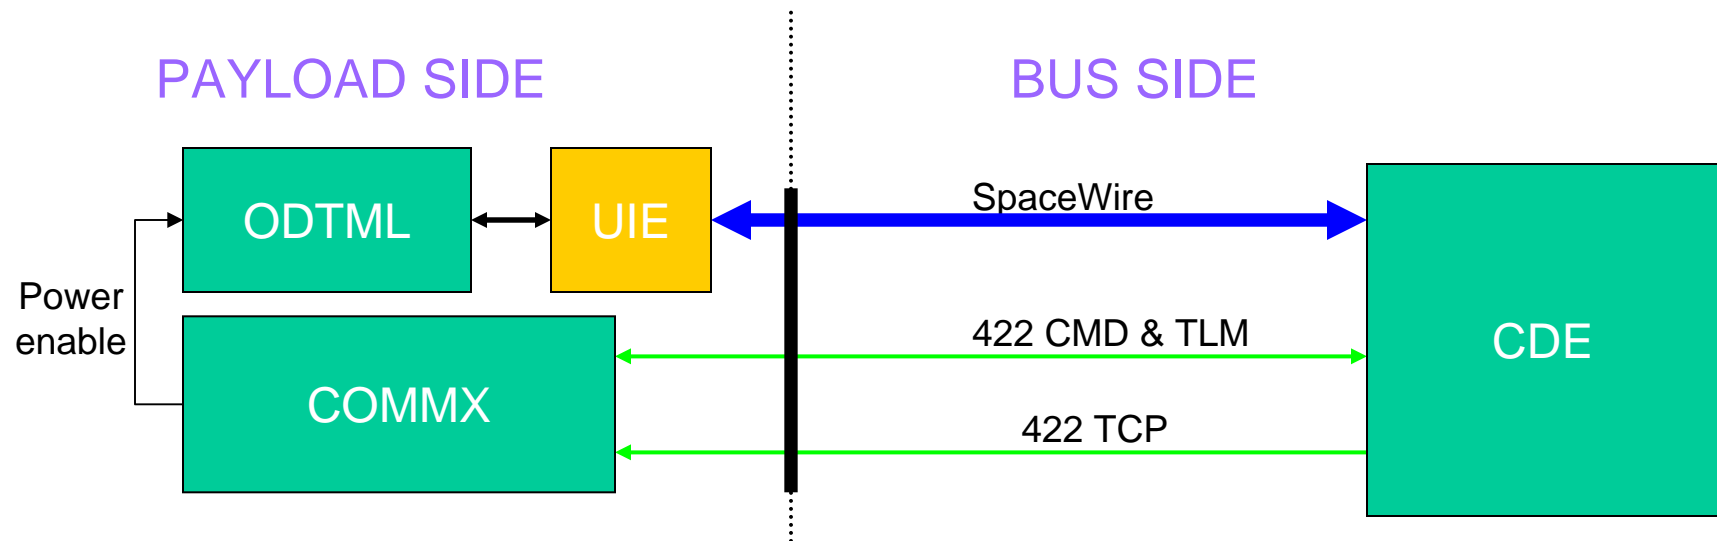 PAYLOAD SIDE
BUS SIDE
ODTML
UIE
SpaceWire
Power
enable
422 CMD & TLM
CDE
COMMX
422 TCP